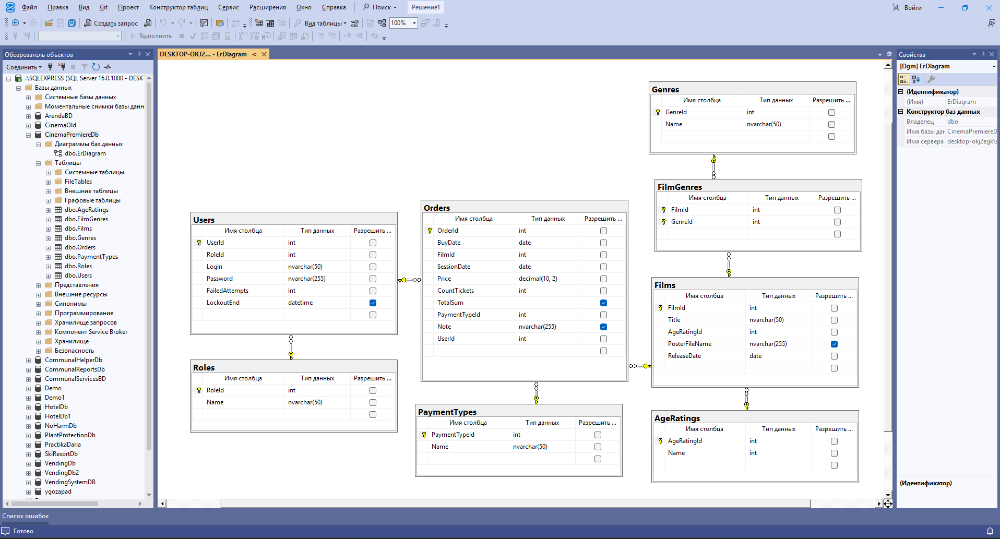 Файл Правка Вид Git Проект Конструктор таблиц Сервис Расширения Окно Справка Поиск Решение1 Войти
Создать запрос Вид таблицы 100%
Выполнить
Обозреватель объектов
Соединить
.\SQLEXPRESS (SQL Server 16.0.1000 - DESKT
Базы данных
Системные базы данных
Моментальные снимки базы данн
ArendaBD
CinemaOld
CinemaPremiereDb
Диаграммы баз данных
dbo.ErDiagram
Таблицы
Системные таблицы
FileTables
Внешние таблицы
Графовые таблицы
dbo.AgeRatings
dbo.FilmGenres
dbo.Films
dbo.Genres
dbo.Orders
dbo.PaymentTypes
dbo.Roles
dbo.Users
Представления
Внешние ресурсы
Синонимы
Программирование
Хранилище запросов
Компонент Service Broker
Хранилище
Безопасность
CommunalHelperDb
CommunalReportsDb
CommunalServicesBD
Demo
Demo1
HotelDb
HotelDb1
NoHarmDb
PlantProtectionDb
PractikaDaria
SkiResortDb
VendingDb
VendingDb2
VendingSystemDB
ygozapad
DESKTOP-OKJ2... - ErDiagram
Users
Имя столбца Тип данных Разрешить ...
UserId int
RoleId int
Login nvarchar(50)
Password nvarchar(255)
FailedAttempts int
LockoutEnd datetime
Roles
Имя столбца Тип данных Разрешить ...
RoleId int
Name nvarchar(50)
Orders
Имя столбца Тип данных Разрешить ...
OrderId int
BuyDate date
FilmId int
SessionDate date
Price decimal(10, 2)
CountTickets int
TotalSum
PaymentTypeId int
Note nvarchar(255)
UserId int
PaymentTypes
Имя столбца Тип данных Разрешить ...
PaymentTypeId int
Name nvarchar(50)
Genres
Имя столбца Тип данных Разрешить ...
GenreId int
Name nvarchar(50)
FilmGenres
Имя столбца Тип данных Разрешить ...
FilmId int
GenreId int
Films
Имя столбца Тип данных Разрешить ...
FilmId int
Title nvarchar(50)
AgeRatingId int
PosterFileName nvarchar(255)
ReleaseDate date
AgeRatings
Имя столбца Тип данных Разрешить ...
AgeRatingId int
Name int
Свойства
[Dgm] ErDiagram
(Идентификатор)
(Имя) ErDiagram
Конструктор баз данных
Владелец dbo
Имя базы дан CinemaPremiereD
Имя сервера desktop-okj2egk\s
(Идентификатор)
Список ошибок
Готово